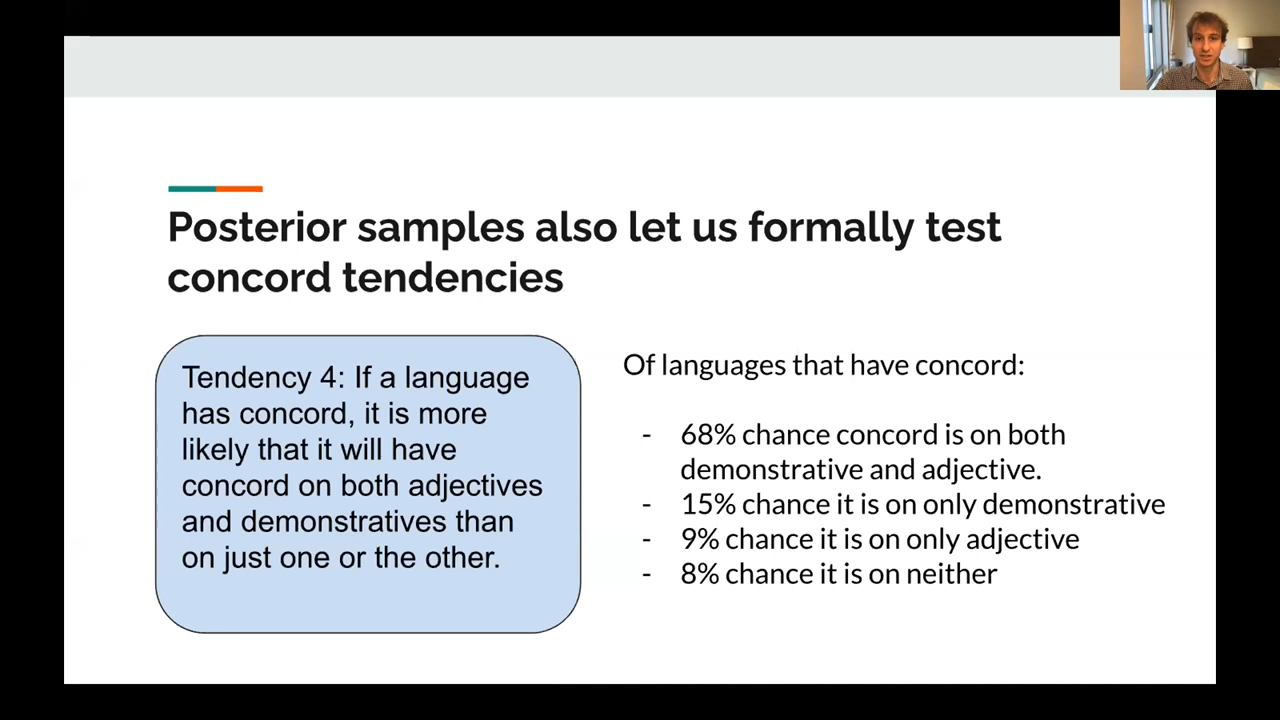 Posterior samples also let us formally test
concord tendencies
Tendency 4: If a language
has concord, it is more
likely that it will have
concord on both adjectives
and demonstratives than
on just one or the other.
Of languages that have concord:
- 68% chance concord is on both
demonstrative and adjective.
- 15% chance it is on only demonstrative
- 9% chance it is on only adjective
- 8% chance it is on neither